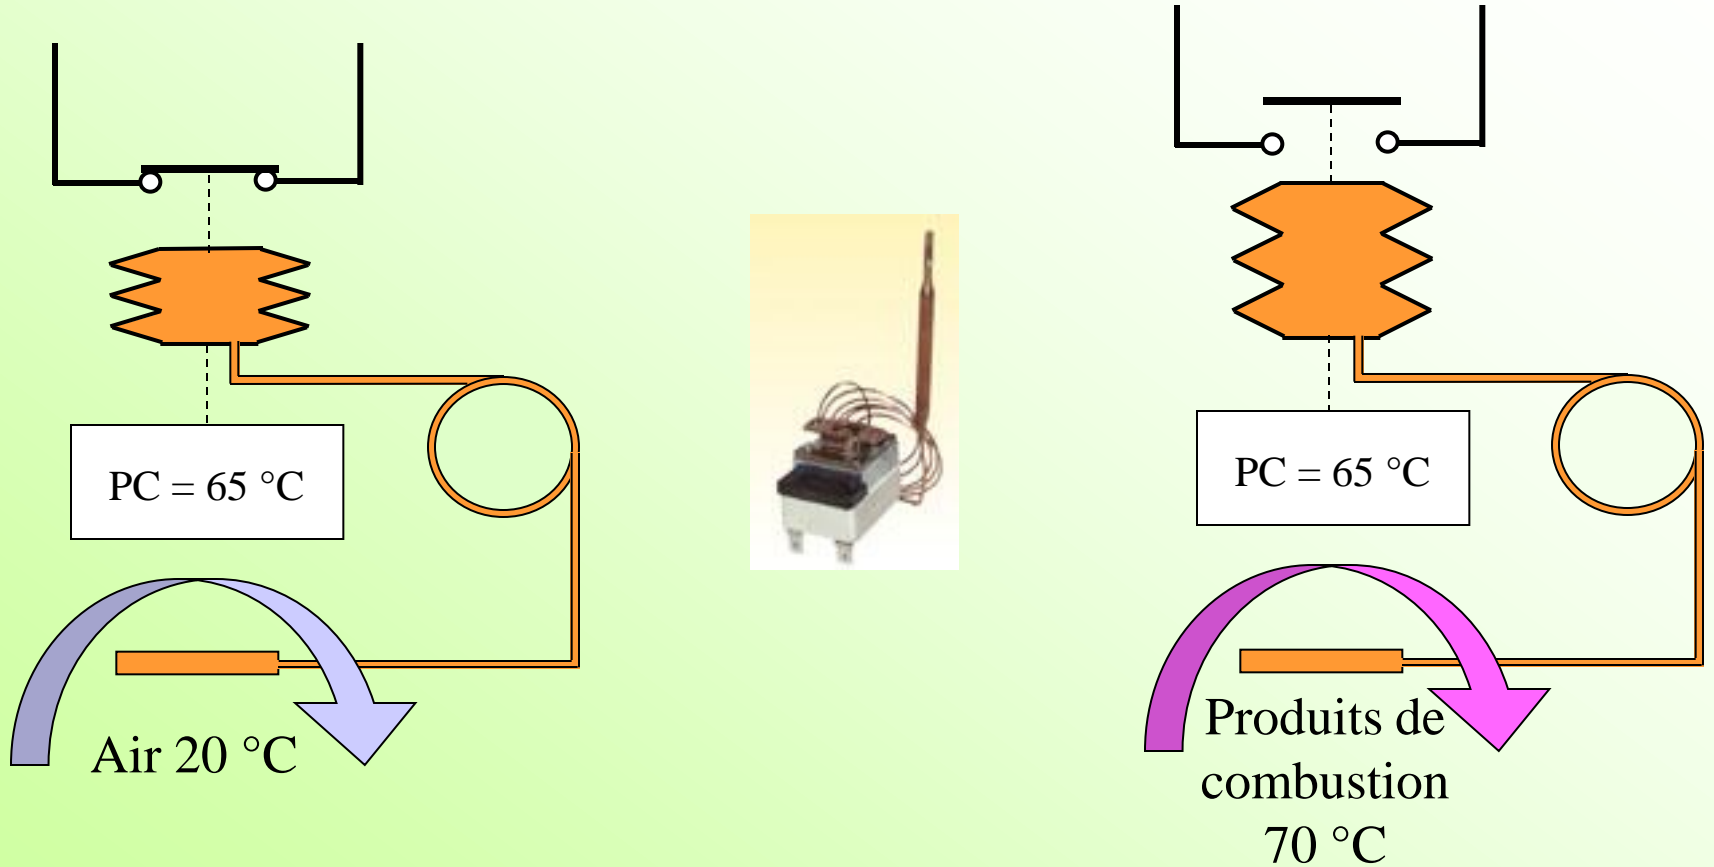 PC = 65 °C
Air 20 °C
PC = 65 °C
Produits de
combustion
70 °C